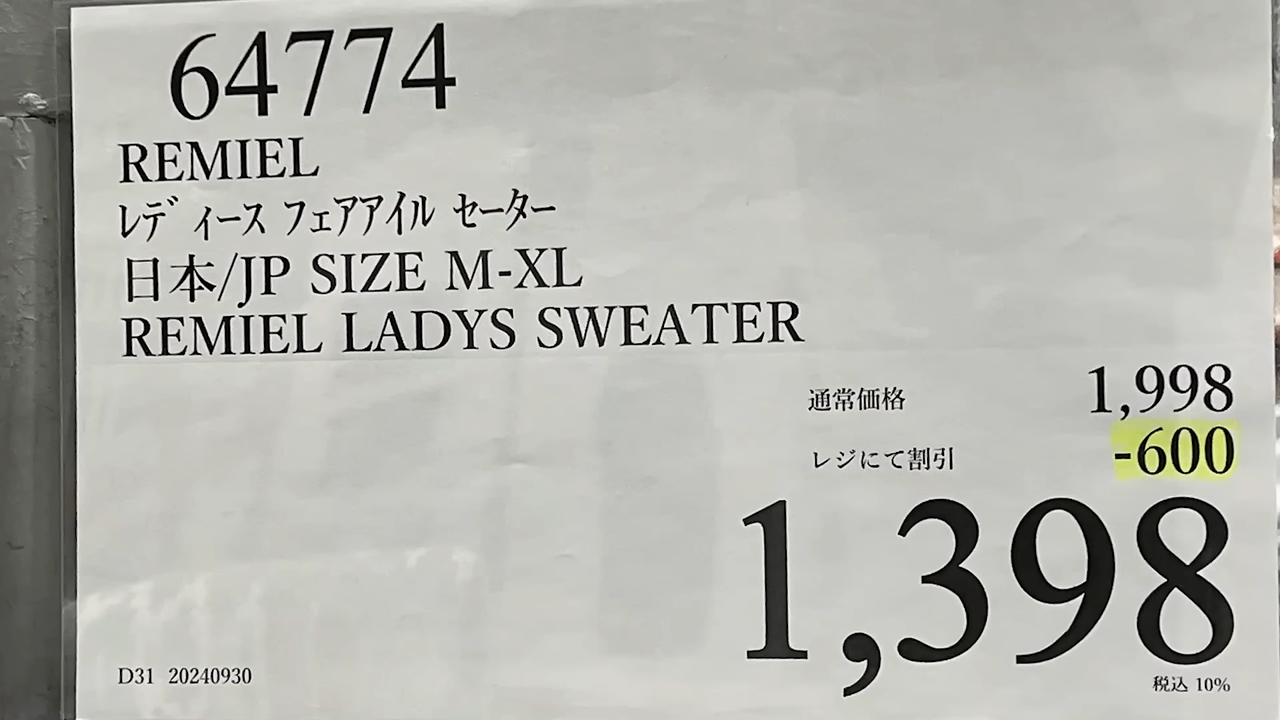 64774
REMIEL
レディース フェアアイル セーター
日本/JP SIZE M-XL
REMIEL LADYS SWEATER
通常価格 1,998
レジにて割引 -600
1,398
税込 10%
D31 20240930